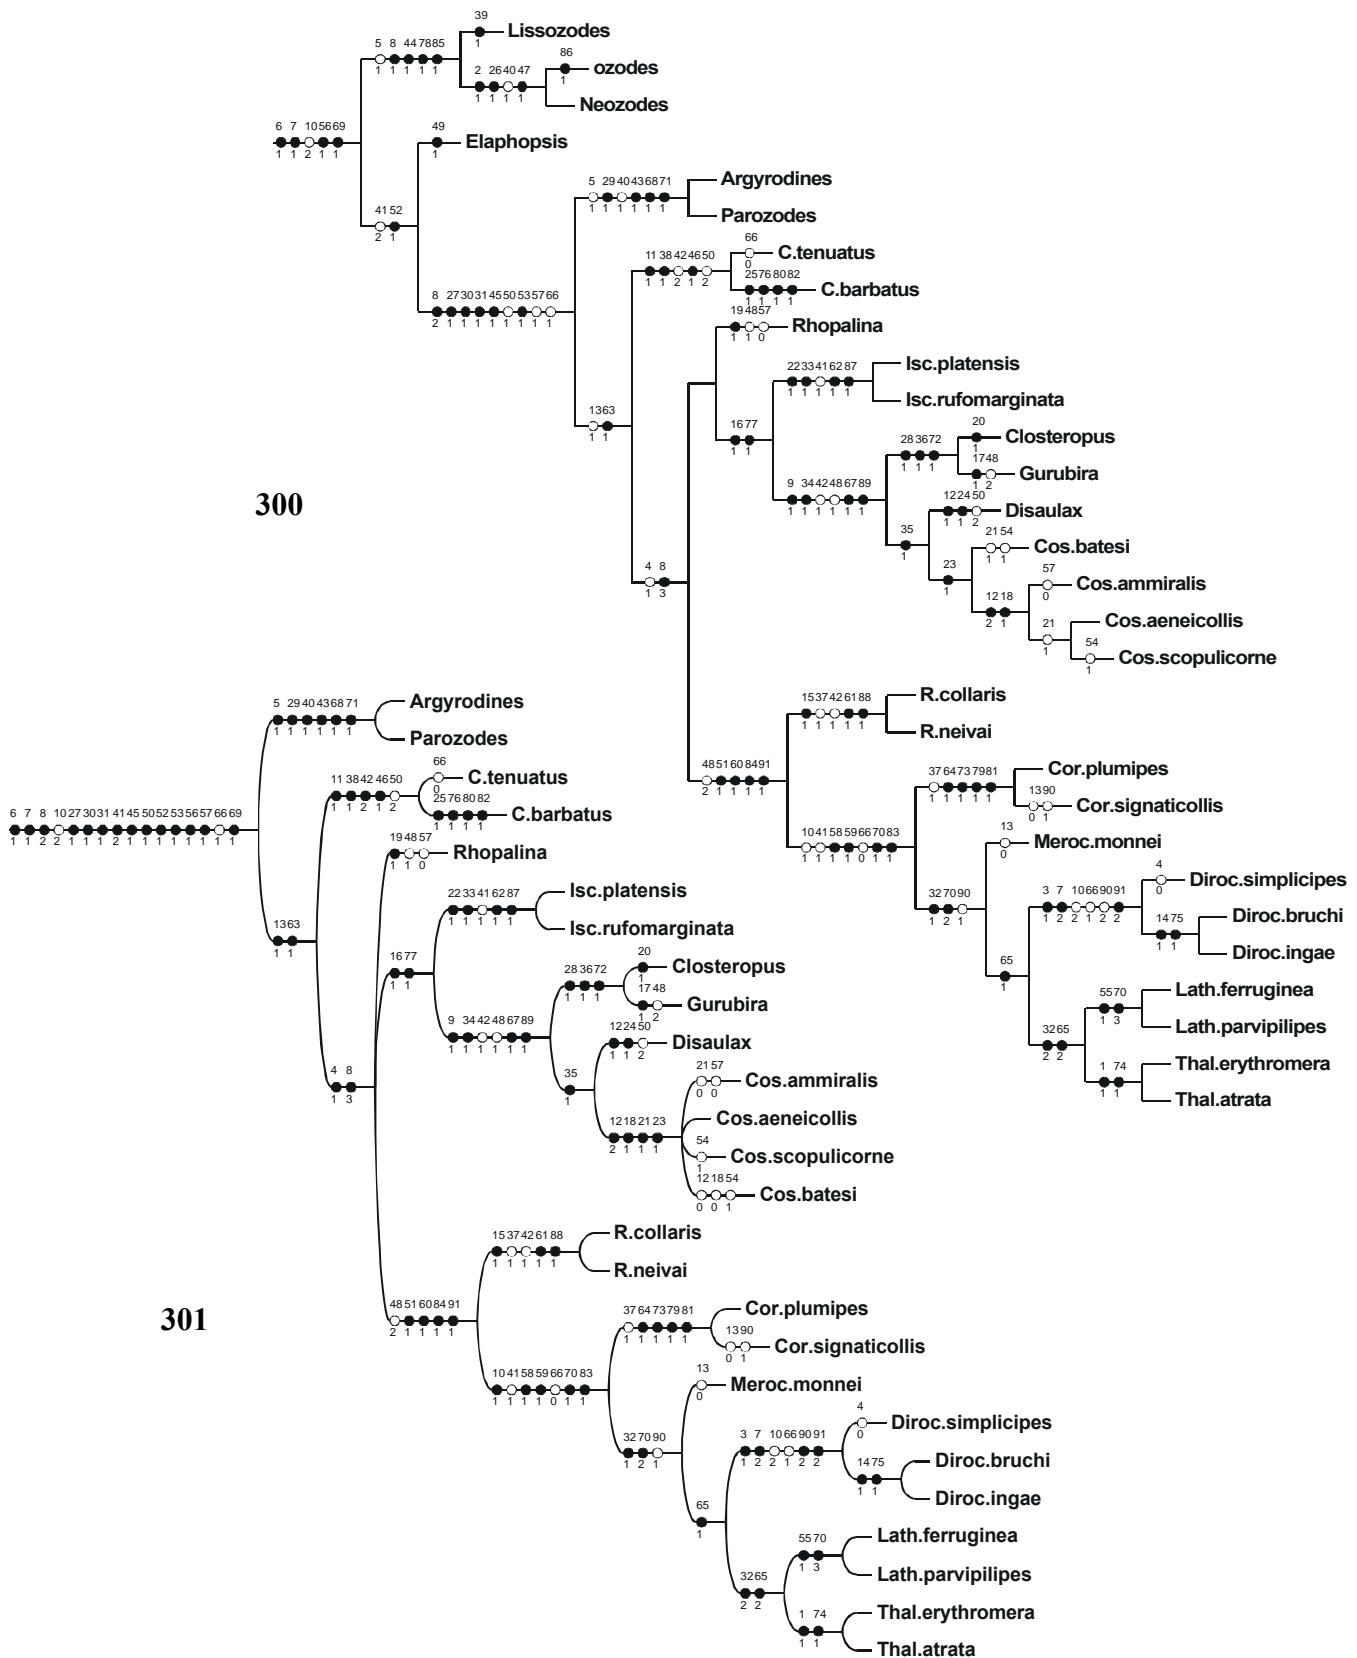 39
Lissozodes
5 8 44 78 85
1
86
ozodes
1 1 1 1 1
2 26 40 47
1
Neozodes
1 1 1 1
6 7 10 56 69
49
Elaphopsis
1 1 2 1 1
1
5 29 40 43 68 71
Argyrodines
41 52
1 1 1 1 1 1
Parozodes
2 1
66
C.tenuatus
11 38 42 46 50
0
1 1 2 1 2
25 76 80 82
C.barbatus
1 1 1 1
8 27 30 31 45 50 53 57 66
19 48 57
Rhopalina
2 1 1 1 1 1 1 1 1
1 1 0
22 33 41 62 87
Isc.platensis
1 1 1 1 1
Isc.rufomarginata
13 63
16 77
20
Closteropus
1 1
1 1
28 36 72
1
1 1 1
17 48
Gurubira
9 34 42 48 67 89
1 2
1 1 1 1 1 1
12 24 50
Disaulax
300
35
1 1 2
1
21 54
Cos.batesi
4 8
23
1 1
57
Cos.ammiralis
1 3
1
12 18
0
2 1
21
Cos.aeneicollis
1
54
Cos.scopulicorne
1
5 29 40 43 68 71
Argyrodines
15 37 42 61 88
R.collaris
1 1 1 1 1 1
1 1 1 1 1
Parozodes
R.neivai
11 38 42 46 50
66
C.tenuatus
48 51 60 84 91
37 64 73 79 81
Cor.plumipes
1 1 2 1 2
0
2 1 1 1 1
1 1 1 1 1
25 76 80 82
C.barbatus
13 90
Cor.signaticollis
1 1 1 1
0 1
6 7 8 10 27 30 31 41 45 50 52 53 56 57 66 69
19 48 57
Rhopalina
10 41 58 59 66 70 83
13
Meroc.monnei
1 1 2 2 1 1 1 2 1 1 1 1 1 1 1 1
1 1 0
1 1 1 1 0 1 1
0
22 33 41 62 87
Isc.platensis
32 70 90
3 7 10 66 90 91
4
Diroc.simplicipes
1 1 1 1 1
1 2 1
1 2 2 1 2 2
0
13 63
Isc.rufomarginata
14 75
Diroc.bruchi
1 1
1 1
16 77
20
Closteropus
65
Diroc.ingae
1 1
28 36 72
1
1
1 1 1
17 48
Gurubira
55 70
Lath.ferruginea
9 34 42 48 67 89
1 2
1 3
1 1 1 1 1 1
12 24 50
Disaulax
32 65
Lath.parvipilipes
1 1 2
2 2
4 8
35
21 57
Cos.ammiralis
1 74
Thal.erythromera
1 3
1
0 0
1 1
Thal.atrata
12 18 21 23
Cos.aeneicollis
2 1 1 1
54
Cos.scopulicorne
1
12 18 54
Cos.batesi
0 0 1
15 37 42 61 88
R.collaris
1 1 1 1 1
R.neivai
301
48 51 60 84 91
37 64 73 79 81
Cor.plumipes
2 1 1 1 1
1 1 1 1 1
13 90
Cor.signaticollis
0 1
10 41 58 59 66 70 83
13
Meroc.monnei
1 1 1 1 0 1 1
0
32 70 90
3 7 10 66 90 91
4
Diroc.simplicipes
1 2 1
1 2 2 1 2 2
0
14 75
Diroc.bruchi
1 1
65
Diroc.ingae
1
55 70
Lath.ferruginea
1 3
32 65
Lath.parvipilipes
2 2
1 74
Thal.erythromera
1 1
Thal.atrata